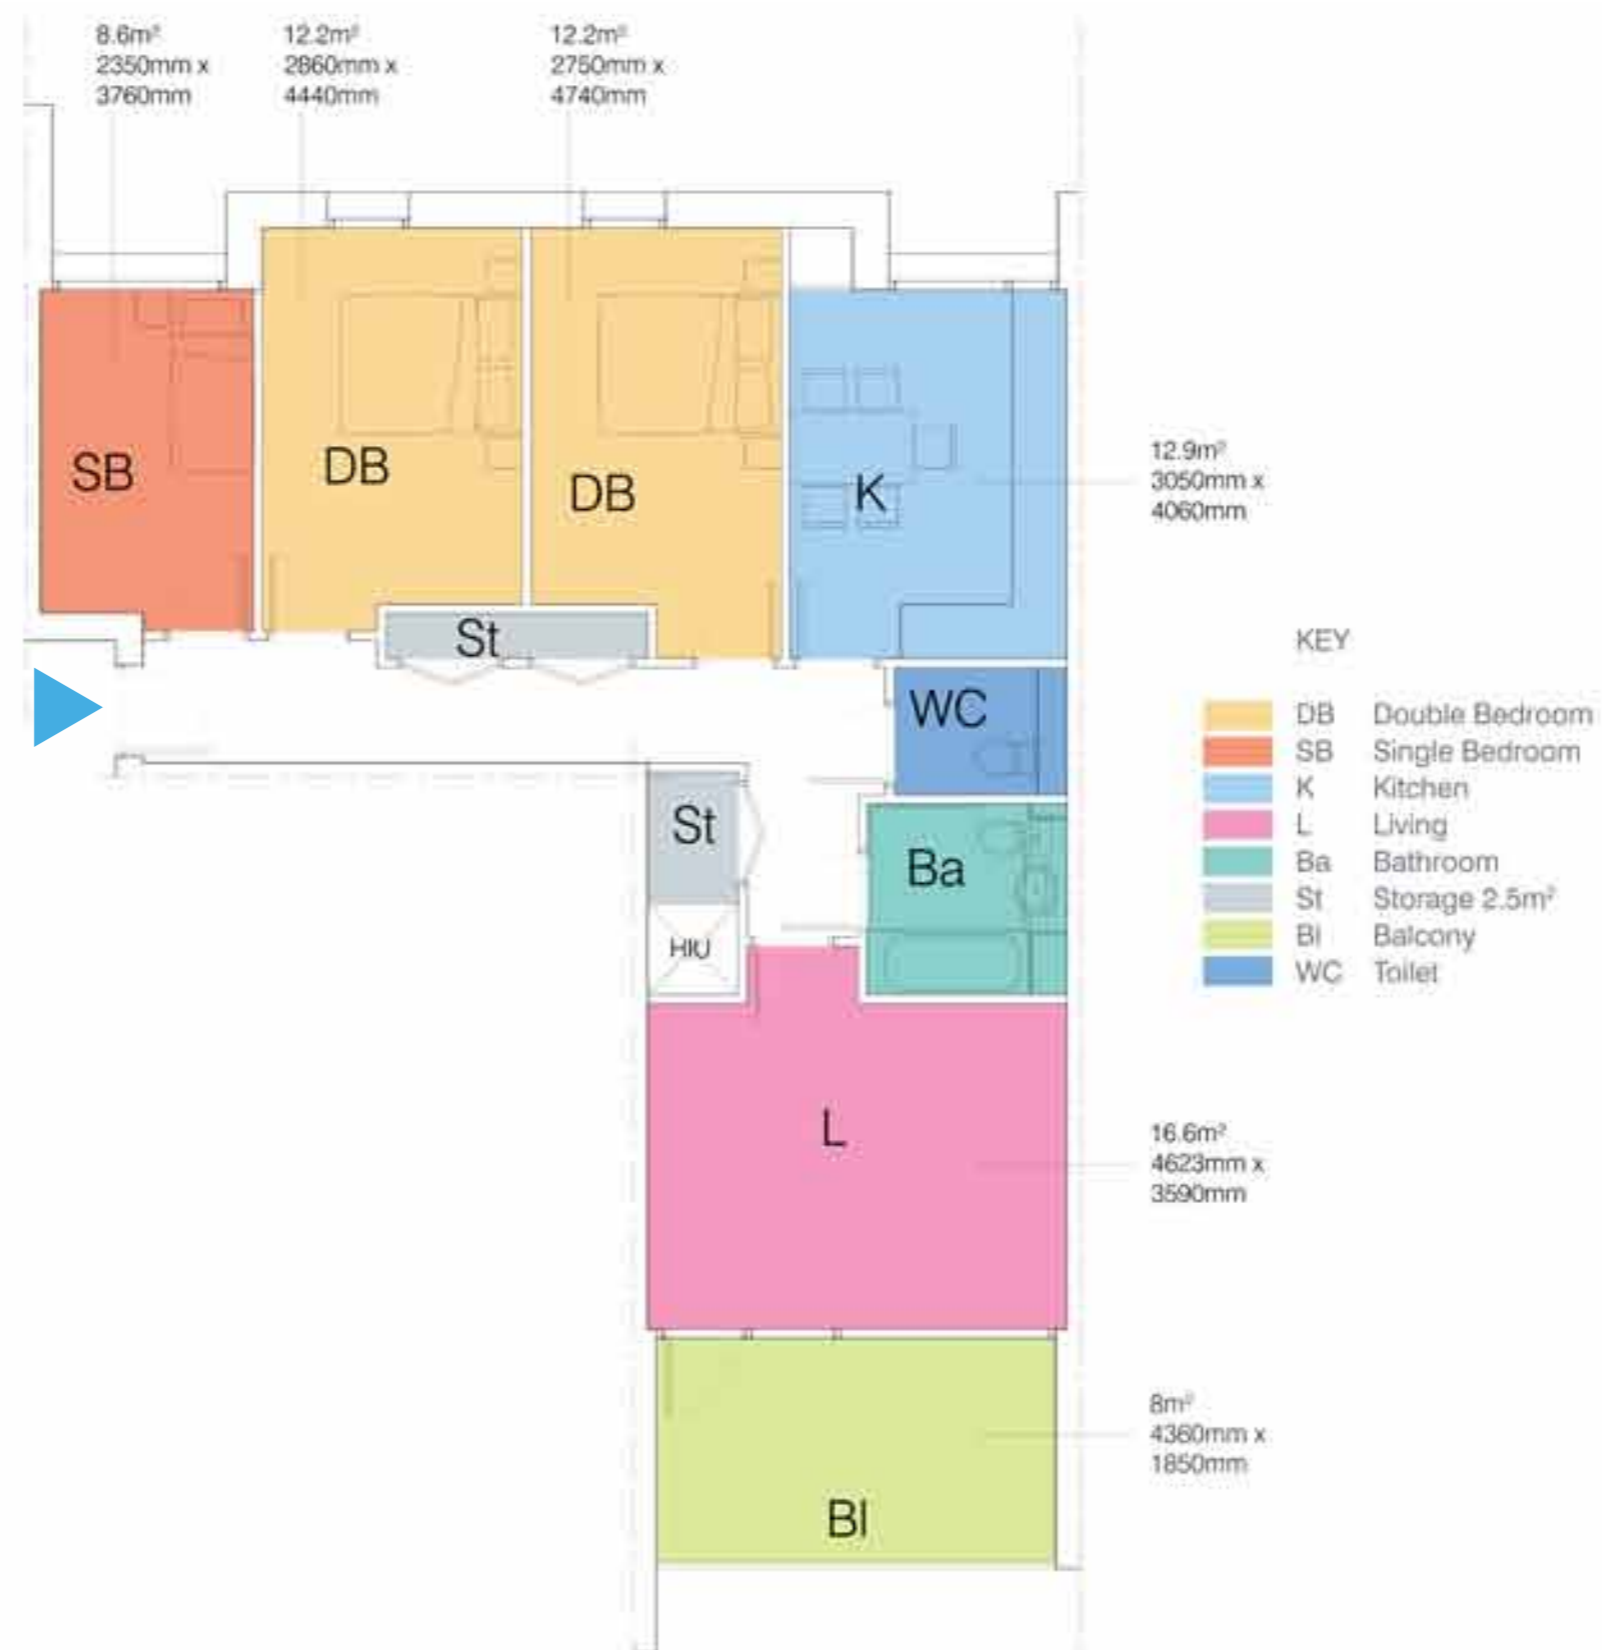 8.6m²
2350mm x
3760mm
12.2m²
2860mm x
4440mm
12.2m²
2750mm x
4740mm
SB
DB
DB
K
12.9m²
3050mm x
4060mm
St
WC
St
Ba
HIU
KEY
DB Double Bedroom
SB Single Bedroom
K Kitchen
L Living
Ba Bathroom
St Storage 2.5m²
Bl Balcony
WC Toilet
L
16.6m²
4623mm x
3590mm
8m²
4360mm x
1850mm
Bl